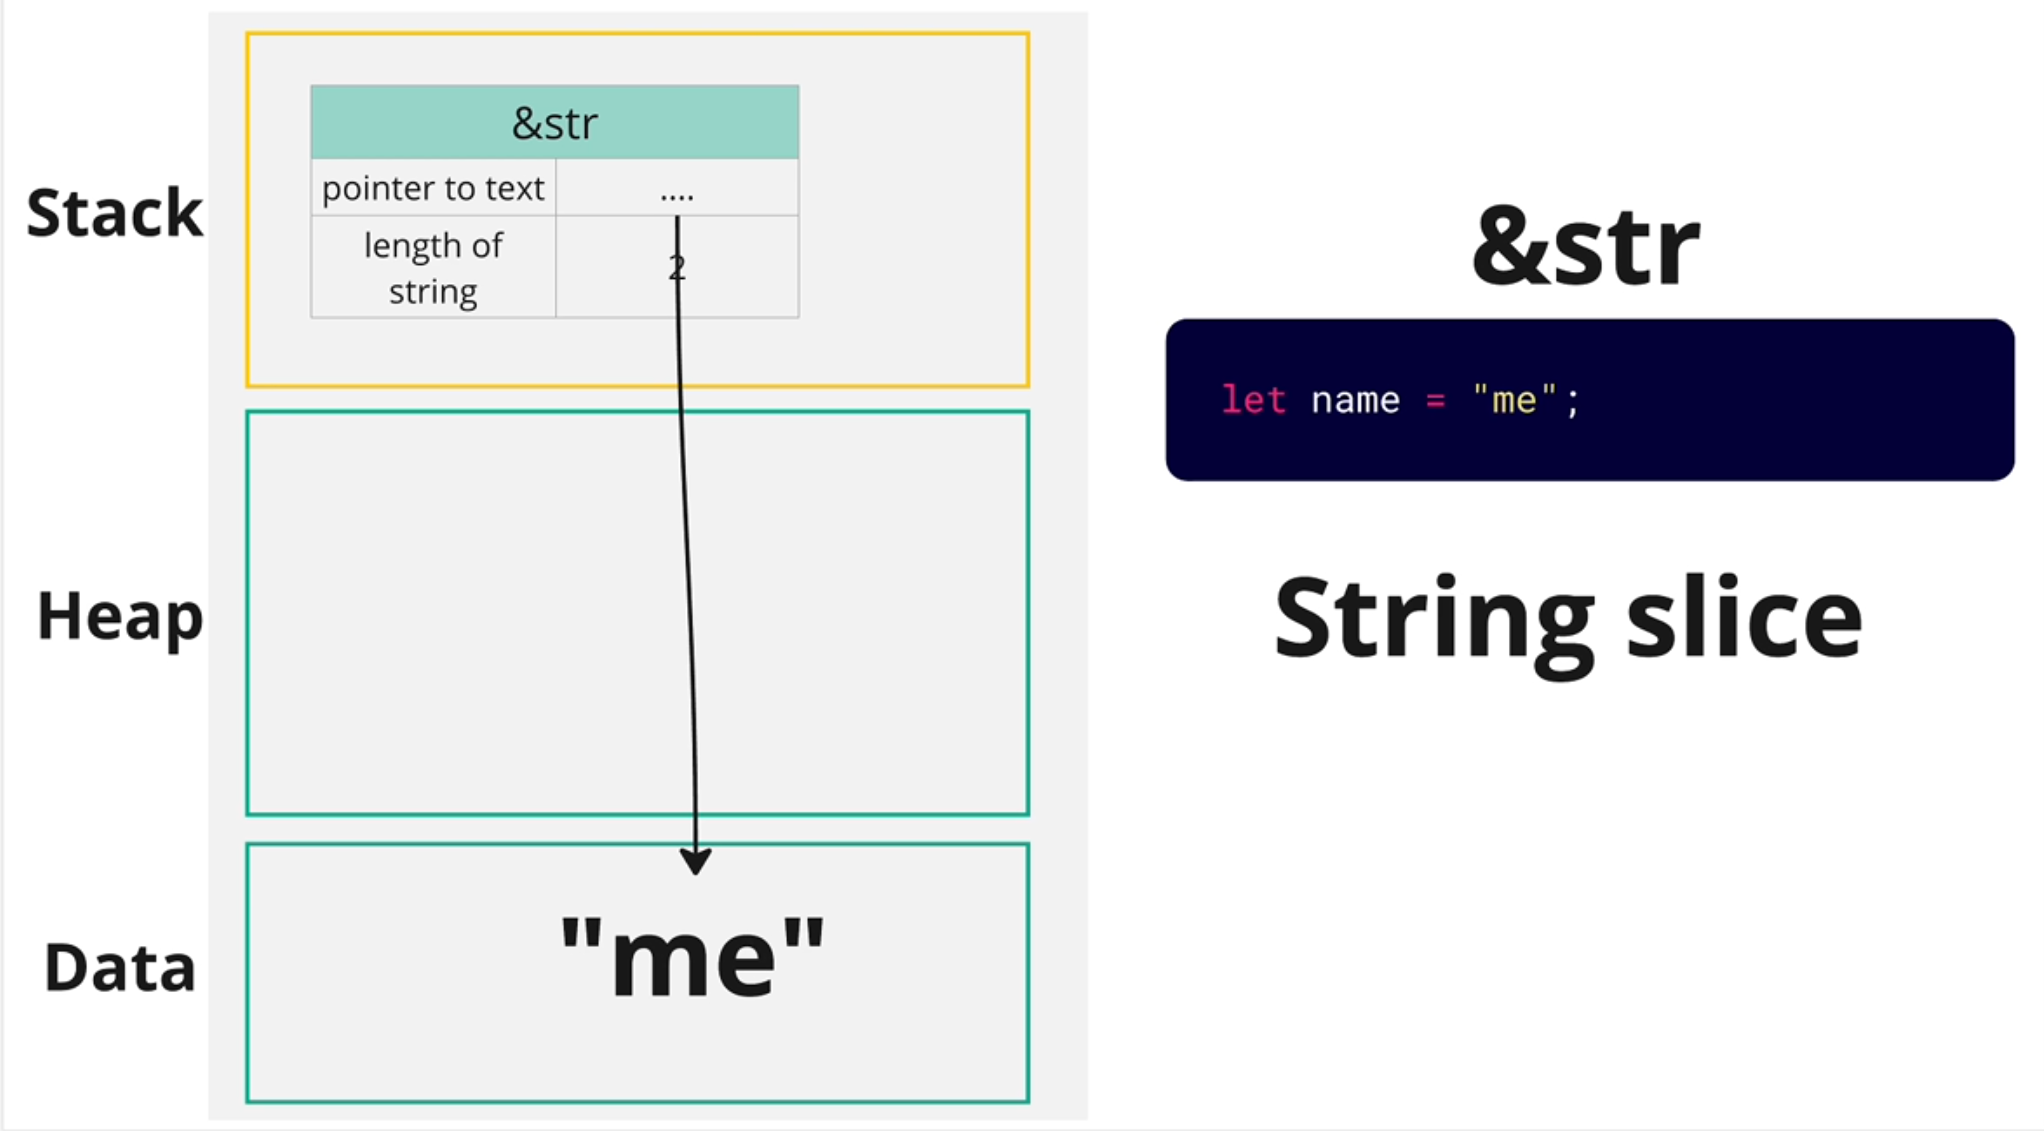 Stack
&str
pointer to text ....
length of
string
2
Heap
Data
"me"
&str
let name = "me";
String slice